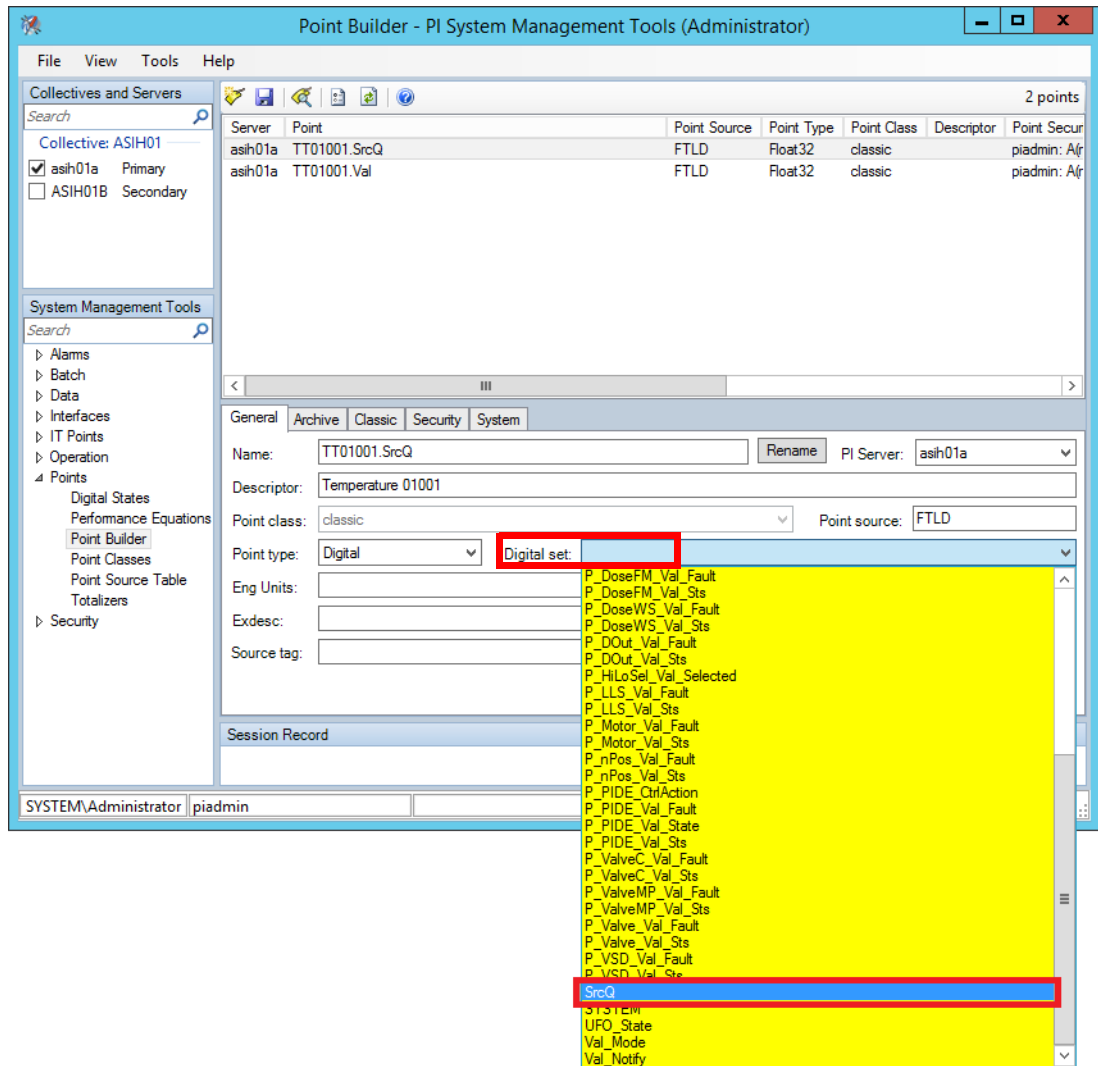 Point Builder - PI System Management Tools (Administrator)
File View Tools Help
Collectives and Servers
Search
Collective: ASIH01
asih01a Primary
ASIH01B Secondary
2 points
Server Point Point Source Point Type Point Class Descriptor Point Secur
asih01a TT01001.SrcQ FTLD Float32 classic piadmin: A(r
asih01a TT01001.Val FTLD Float32 classic piadmin: A(r
System Management Tools
Search
Alarms
Batch
Data
Interfaces
IT Points
Operation
Points
Digital States
Performance Equations
Point Builder
Point Classes
Point Source Table
Totalizers
Security
General Archive Classic Security System
Name: TT01001.SrcQ Rename PI Server: asih01a
Descriptor: Temperature 01001
Point class: classic Point source: FTLD
Point type: Digital Digital set:
Eng Units:
Exdesc:
Source tag:
P_DoseFM_Val_Fault
P_DoseFM_Val_Sts
P_DoseWS_Val_Fault
P_DoseWS_Val_Sts
P_DOut_Val_Fault
P_DOut_Val_Sts
P_HiLoSel_Val_Selected
P_LLS_Val_Fault
P_LLS_Val_Sts
P_Motor_Val_Fault
P_Motor_Val_Sts
P_nPos_Val_Fault
P_nPos_Val_Sts
P_PIDE_CtrlAction
P_PIDE_Val_Fault
P_PIDE_Val_State
P_PIDE_Val_Sts
P_ValveC_Val_Fault
P_ValveC_Val_Sts
P_ValveMP_Val_Fault
P_ValveMP_Val_Sts
P_Valve_Val_Fault
P_Valve_Val_Sts
P_VSD_Val_Fault
P_VSD_Val_Sts
SrcQ
SYSTEM
UFO_State
Val_Mode
Val_Notify
Session Record
SYSTEM\Administrator piadmin